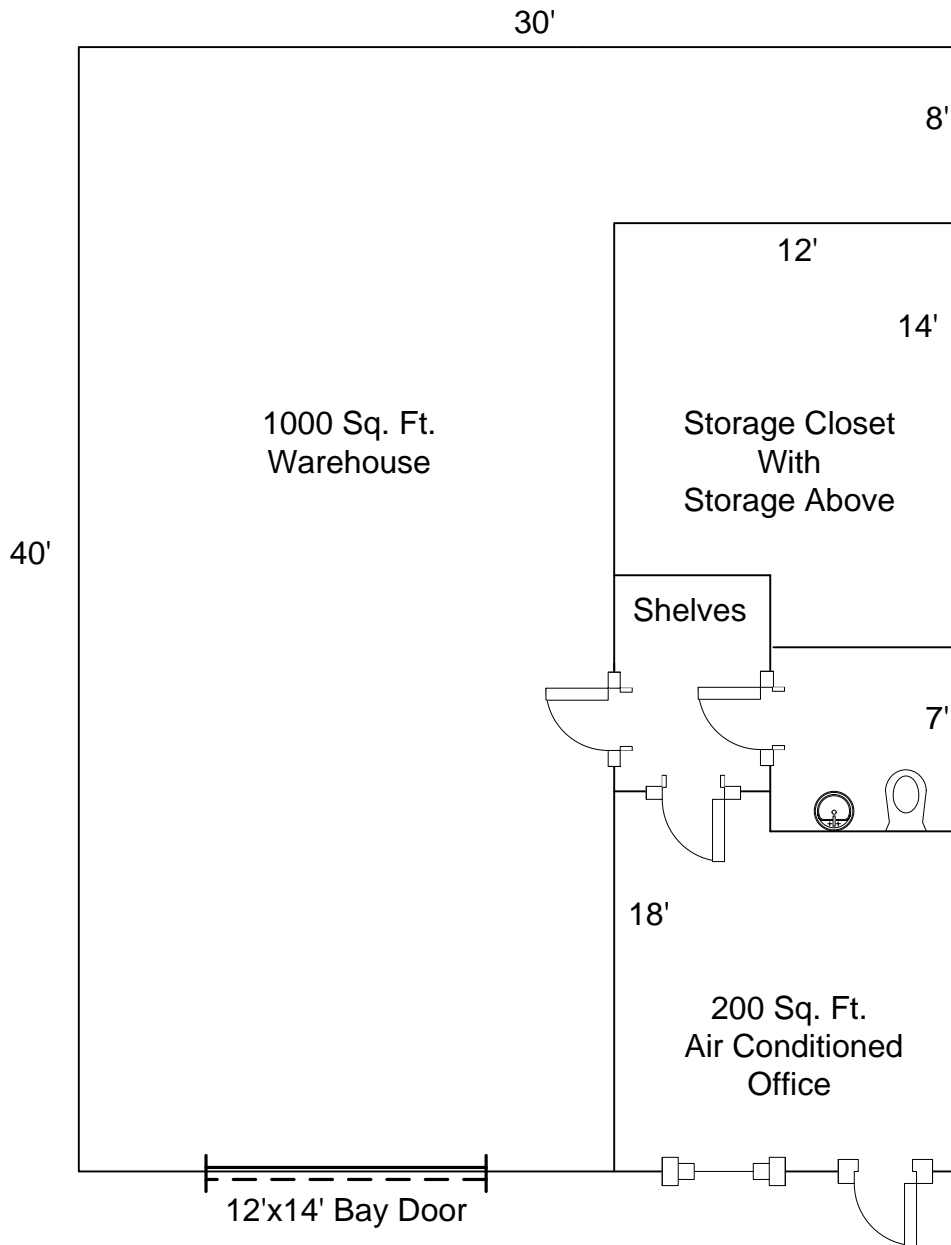 30'
8'
12'
14'
1000 Sq. Ft.
Warehouse
Storage Closet
With
Storage Above
40'
Shelves
7'
18'
200 Sq. Ft.
Air Conditioned
Office
12'x14' Bay Door